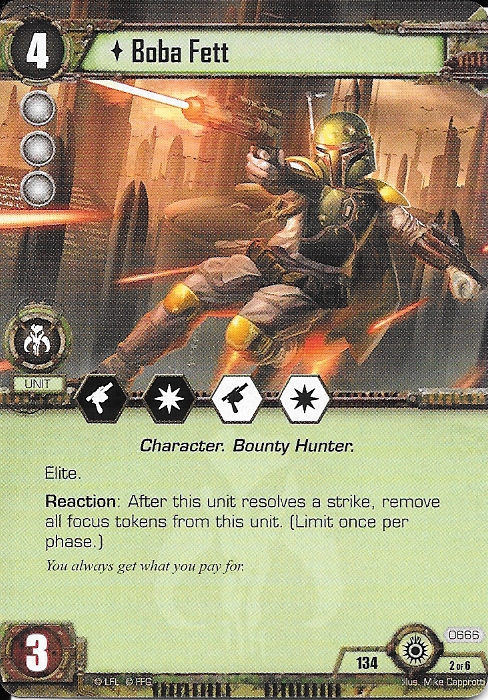 4
Boba Fett
UNIT
Character. Bounty Hunter.
Elite.
Reaction: After this unit resolves a strike, remove
all focus tokens from this unit. (Limit once per
phase.)
You always get what you pay for.
3
134
0666
2 OF 6
© LFL © FFG
Illus. Mike Capprotti